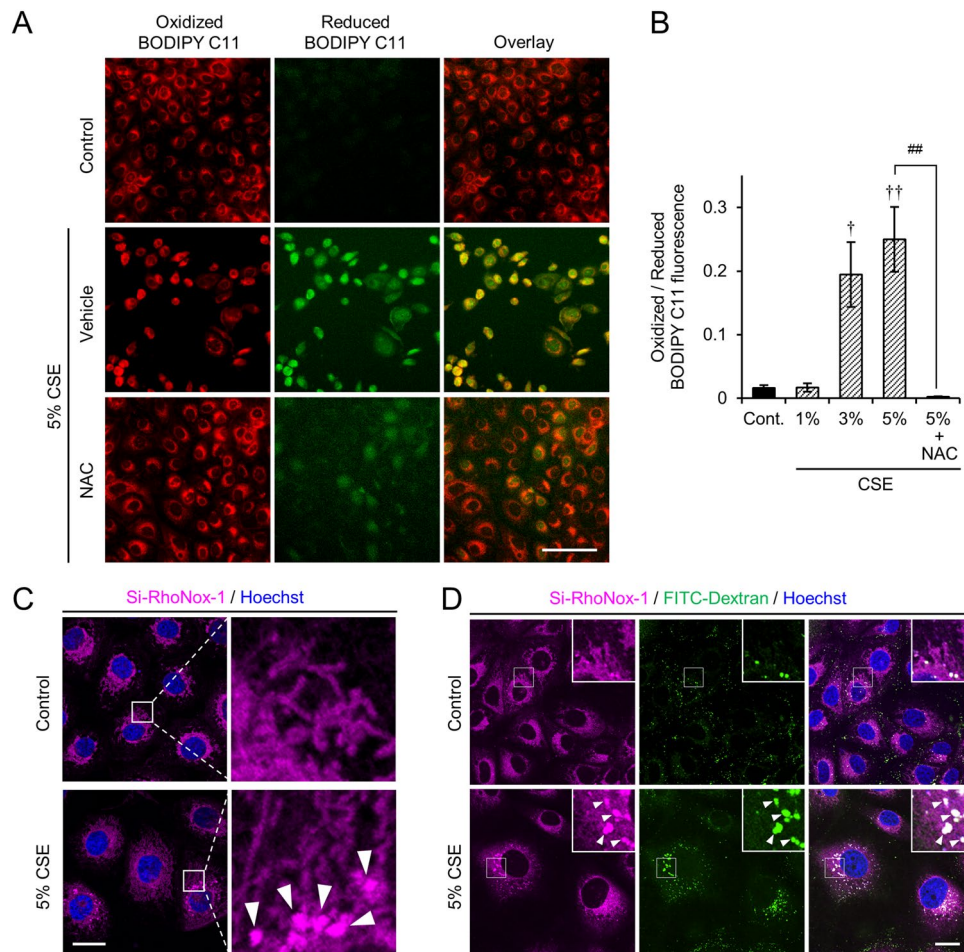 A
Oxidized
BODIPY C11
Reduced
BODIPY C11
Overlay
Control
5% CSE
Vehicle
NAC
B
Oxidized / Reduced
BODIPY C11 fluorescence
0.3
0.2
0.1
0
†
††
##
Cont.
1%
3%
5%
5%
+
NAC
CSE
C
Si-RhoNox-1 / Hoechst
Control
5% CSE
D
Si-RhoNox-1 / FITC-Dextran / Hoechst
Control
5% CSE